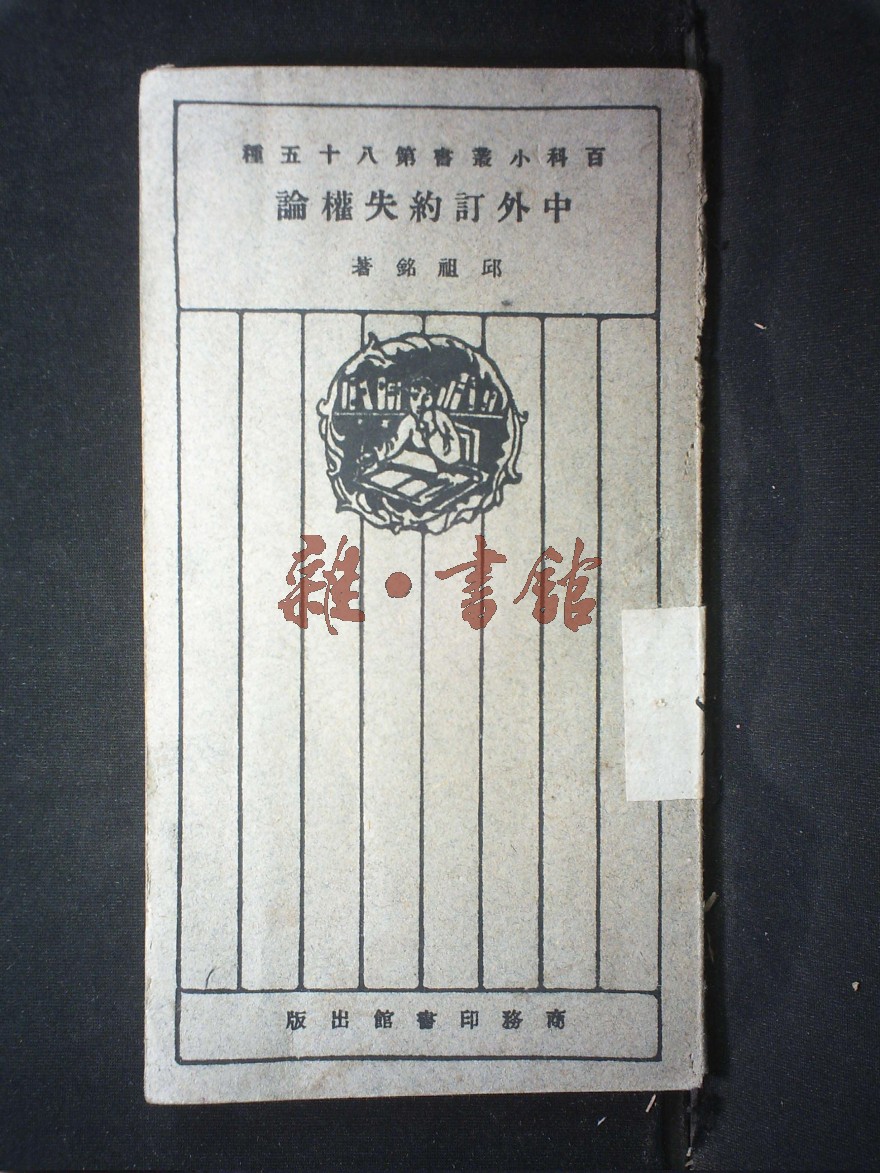 百科小叢書第八十五種
中外訂約失權論
邱祖銘著
雜·書館
商務印書館出版